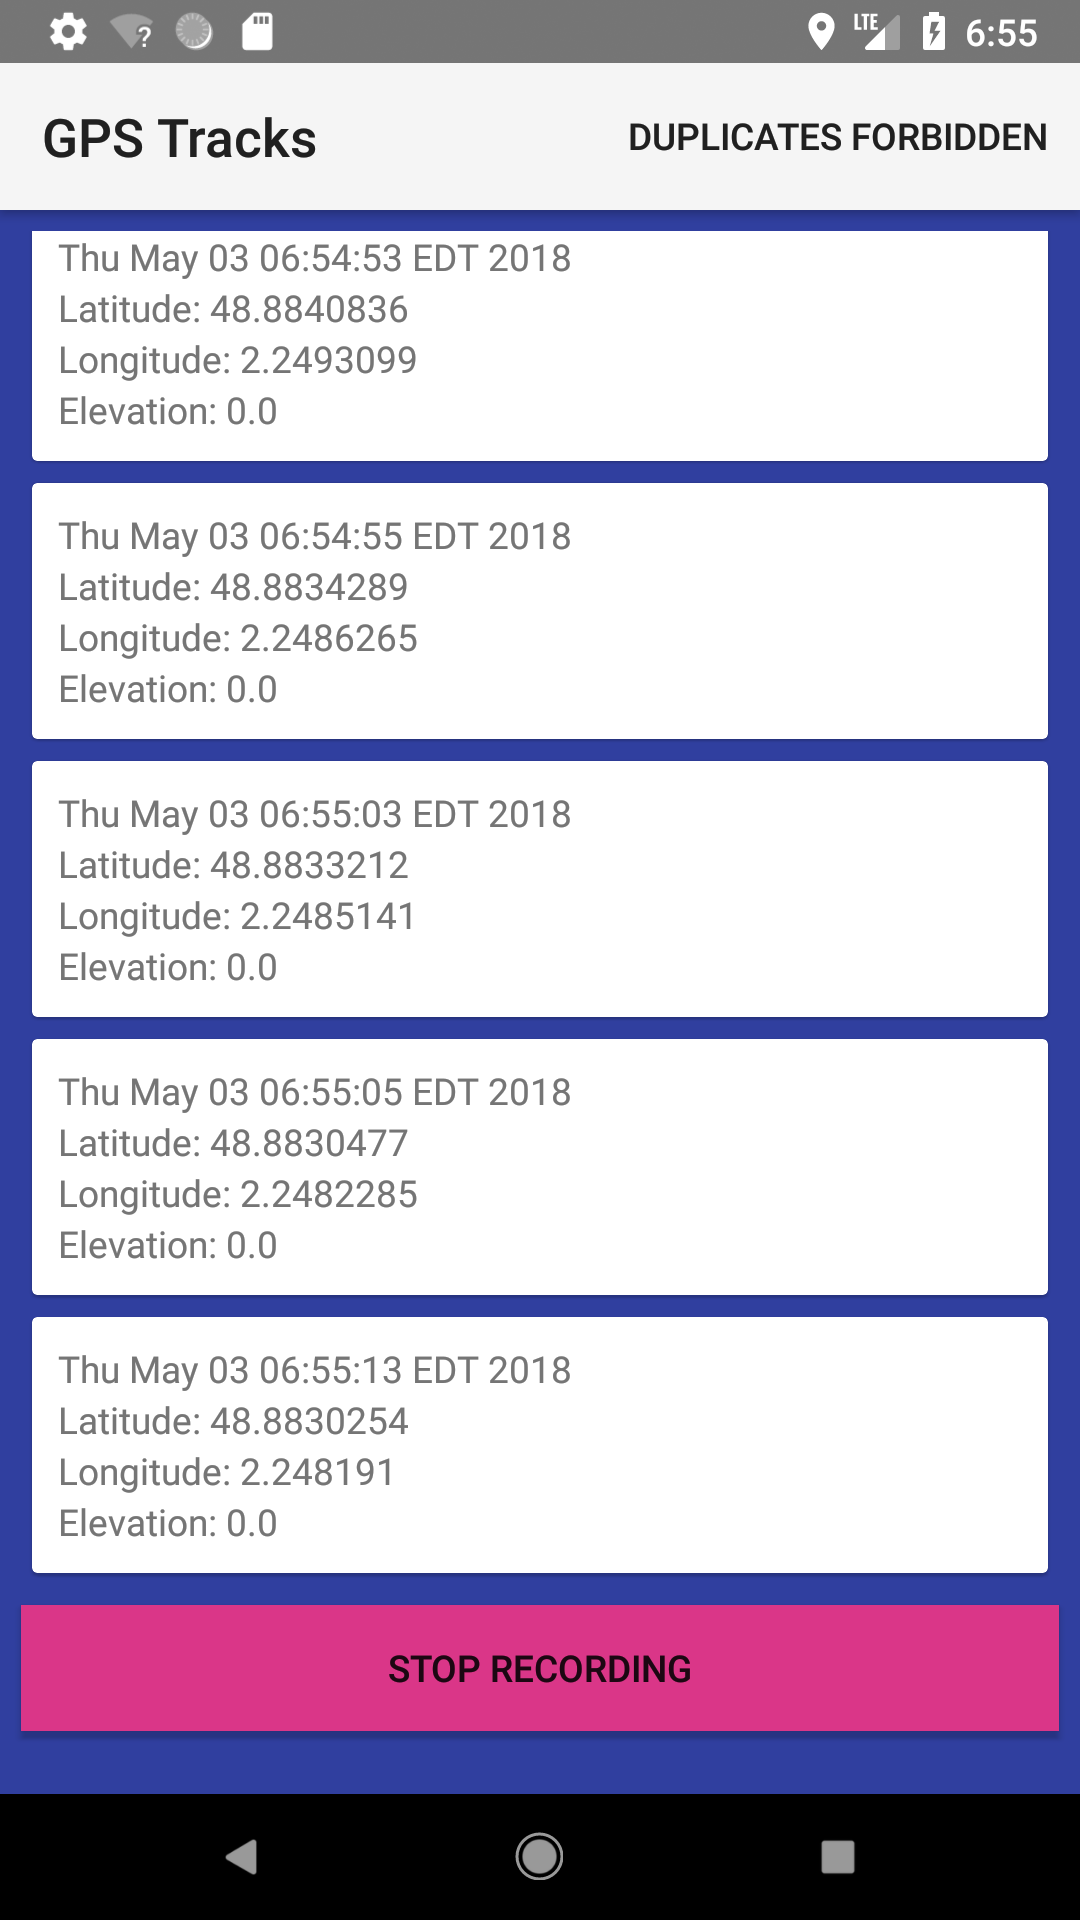 LTE 6:55
GPS Tracks DUPLICATES FORBIDDEN
Thu May 03 06:54:53 EDT 2018
Latitude: 48.8840836
Longitude: 2.2493099
Elevation: 0.0
Thu May 03 06:54:55 EDT 2018
Latitude: 48.8834289
Longitude: 2.2486265
Elevation: 0.0
Thu May 03 06:55:03 EDT 2018
Latitude: 48.8833212
Longitude: 2.2485141
Elevation: 0.0
Thu May 03 06:55:05 EDT 2018
Latitude: 48.8830477
Longitude: 2.2482285
Elevation: 0.0
Thu May 03 06:55:13 EDT 2018
Latitude: 48.8830254
Longitude: 2.248191
Elevation: 0.0
STOP RECORDING